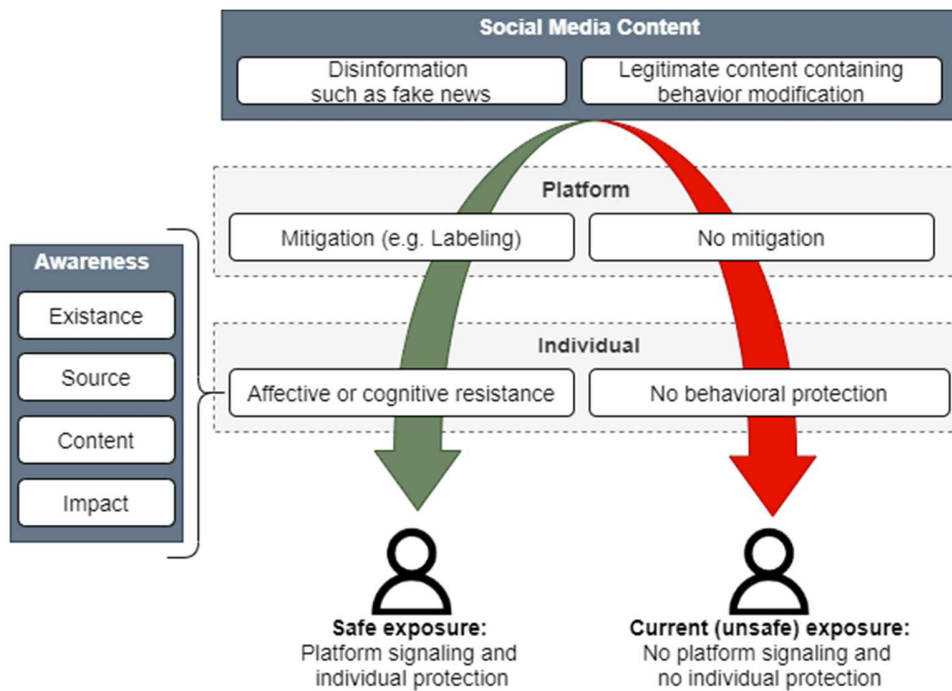 Social Media Content
Disinformation
such as fake news
Legitimate content containing
behavior modification
Platform
Mitigation (e.g. Labeling)
No mitigation
Awareness
Existance
Source
Content
Impact
Individual
Affective or cognitive resistance
No behavioral protection
Safe exposure:
Platform signaling and
individual protection
Current (unsafe) exposure:
No platform signaling and
no individual protection